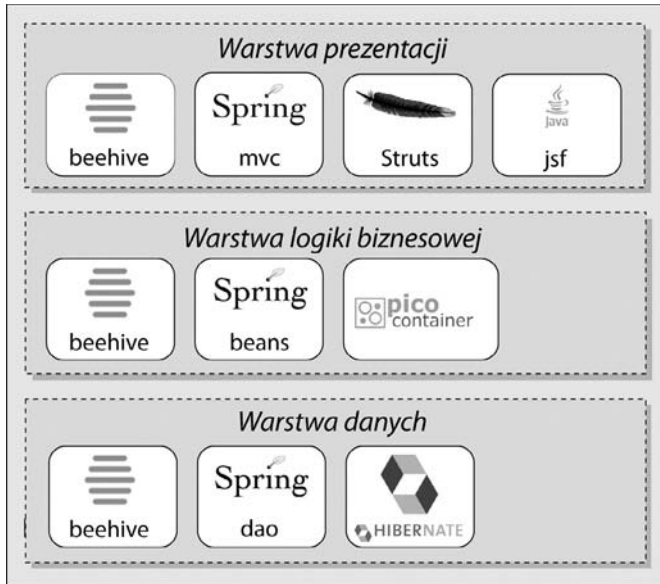 Warstwa prezentacji
beehive
Spring
mvc
Struts
Java
jsf
Warstwa logiki biznesowej
beehive
Spring
beans
pico
container
Warstwa danych
beehive
Spring
dao
HIBERNATE